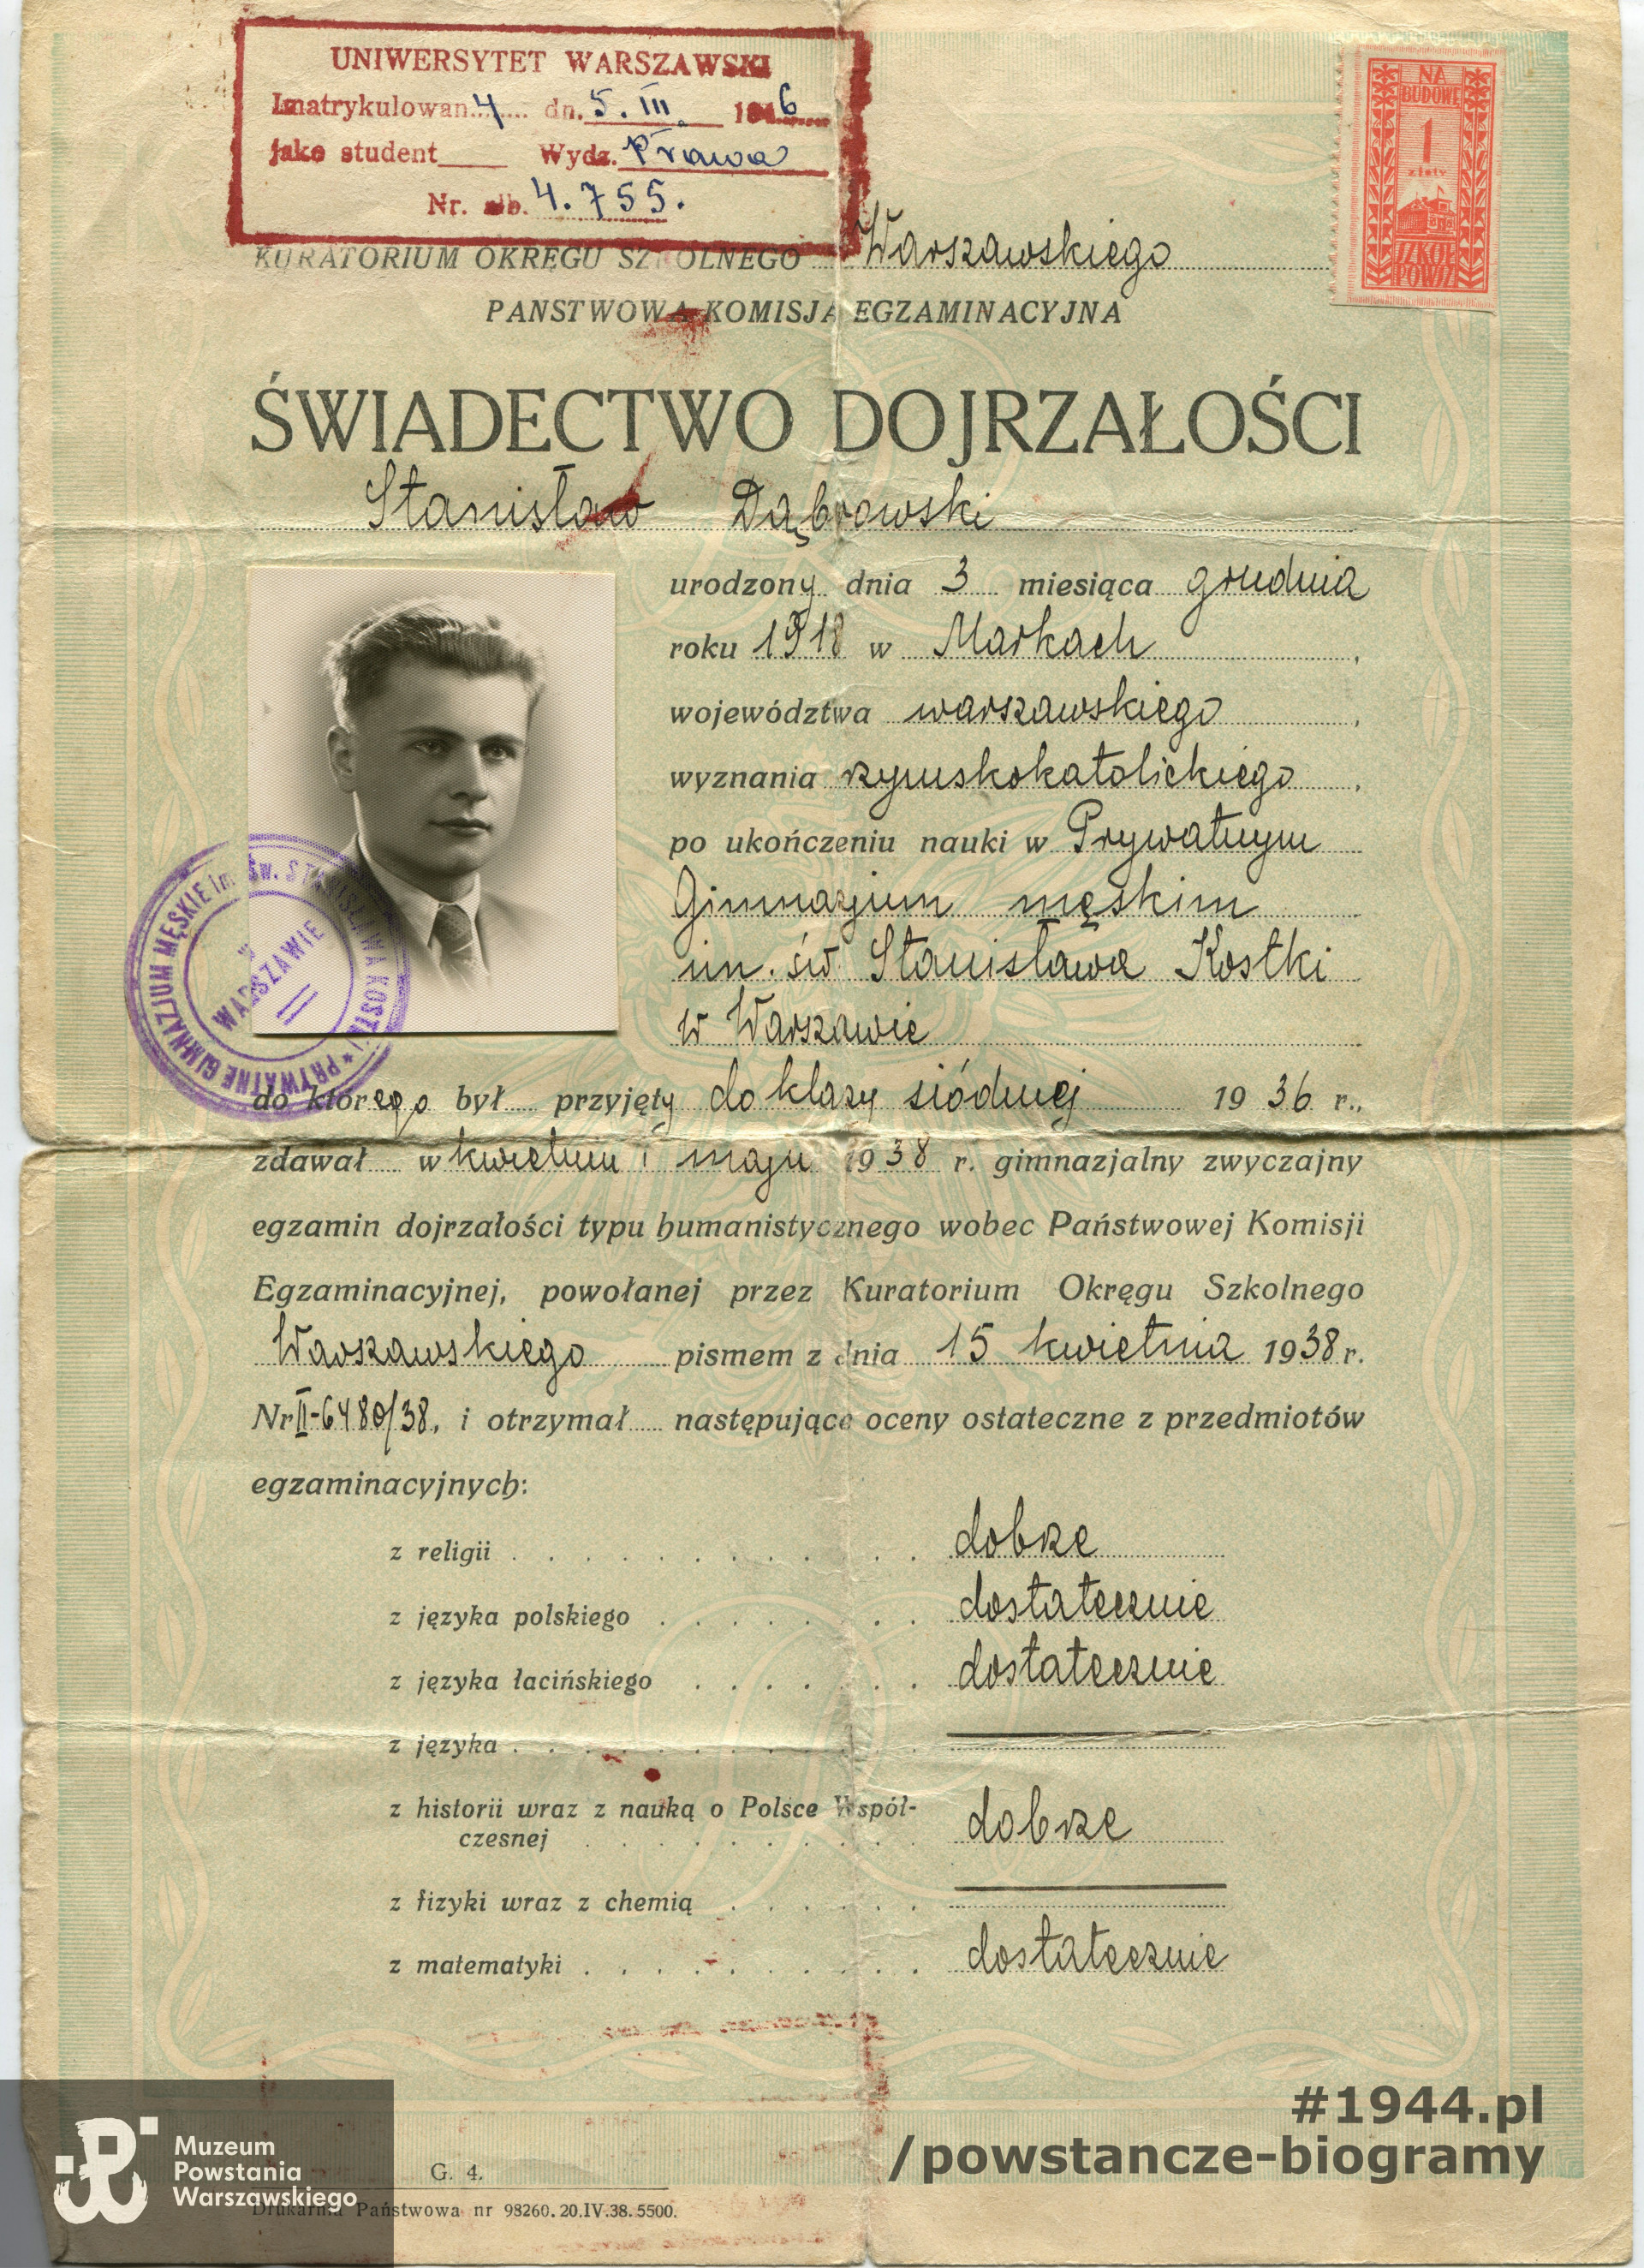 UNIWERSYTET WARSZAWSKI
Imatrykulowany dn. 5. III. 1946
jako student Wydz. Prawa
Nr. alb. 4.755.
NA
BUDOWĘ
1
złoty
SZKÓŁ
POWSZ
KURATORIUM OKRĘGU SZKOLNEGO Warszawskiego
PAŃSTWOWA KOMISJA EGZAMINACYJNA
ŚWIADECTWO DOJRZAŁOŚCI
Stanisław Dąbrowski
urodzony dnia 3 miesiąca grudnia
roku 1918 w Markach,
województwa warszawskiego,
wyznania rzymskokatolickiego,
po ukończeniu nauki w Prywatnym
Gimnazjum męskim
im. św. Stanisława Kostki
w Warszawie
PRYWATNE GIMNAZJUM MĘSKIE Im. Św. STANISŁAWA KOSTKI
W
WARSZAWIE
do którego był przyjęty do klasy siódmej 1936 r.,
zdawał w kwietniu i maju 1938 r. gimnazjalny zwyczajny
egzamin dojrzałości typu humanistycznego wobec Państwowej Komisji
Egzaminacyjnej, powołanej przez Kuratorium Okręgu Szkolnego
Warszawskiego pismem z dnia 15 kwietnia 1938 r.
Nr II-6480/38, i otrzymał następujące oceny ostateczne z przedmiotów
egzaminacyjnych:
z religii . . . . . . . . . . . dobrze
z języka polskiego . . . . . . . dostatecznie
z języka łacińskiego . . . . . . . dostatecznie
z języka . . . . . . . . . . .
z historii wraz z nauką o Polsce Współ-
czesnej . . . . . . . . . . dobrze
z fizyki wraz z chemią . . . . . .
z matematyki . . . . . . . . . . dostatecznie
#1944.pl
/powstancze-biogramy
Muzeum
Powstania
Warszawskiego
G. 4.
Drukarnia Państwowa nr 98260. 20.IV.38. 5500.